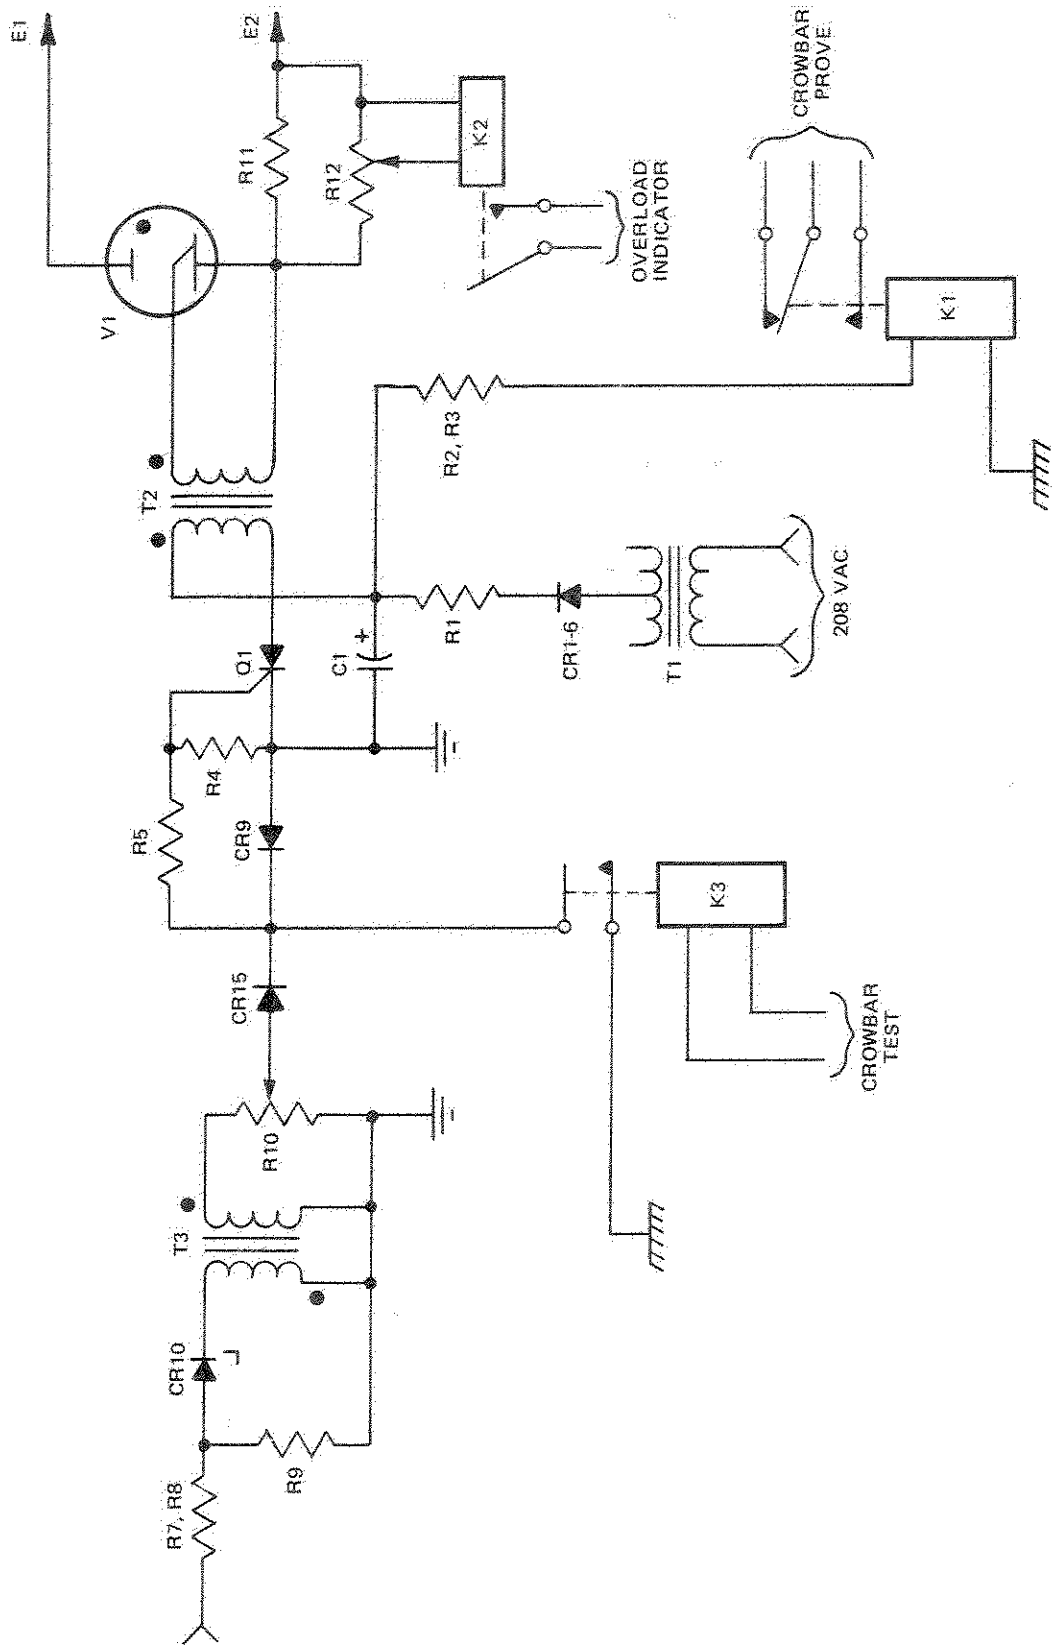 E1
E2
V1
R11
R12
K2
OVERLOAD
INDICATOR
CROWBAR
PROVE
K1
T2
R2, R3
Q1
C1
+
R1
CR1-6
T1
208 VAC
R4
R5
CR9
CR15
K3
CROWBAR
TEST
R10
T3
CR10
R9
R7, R8